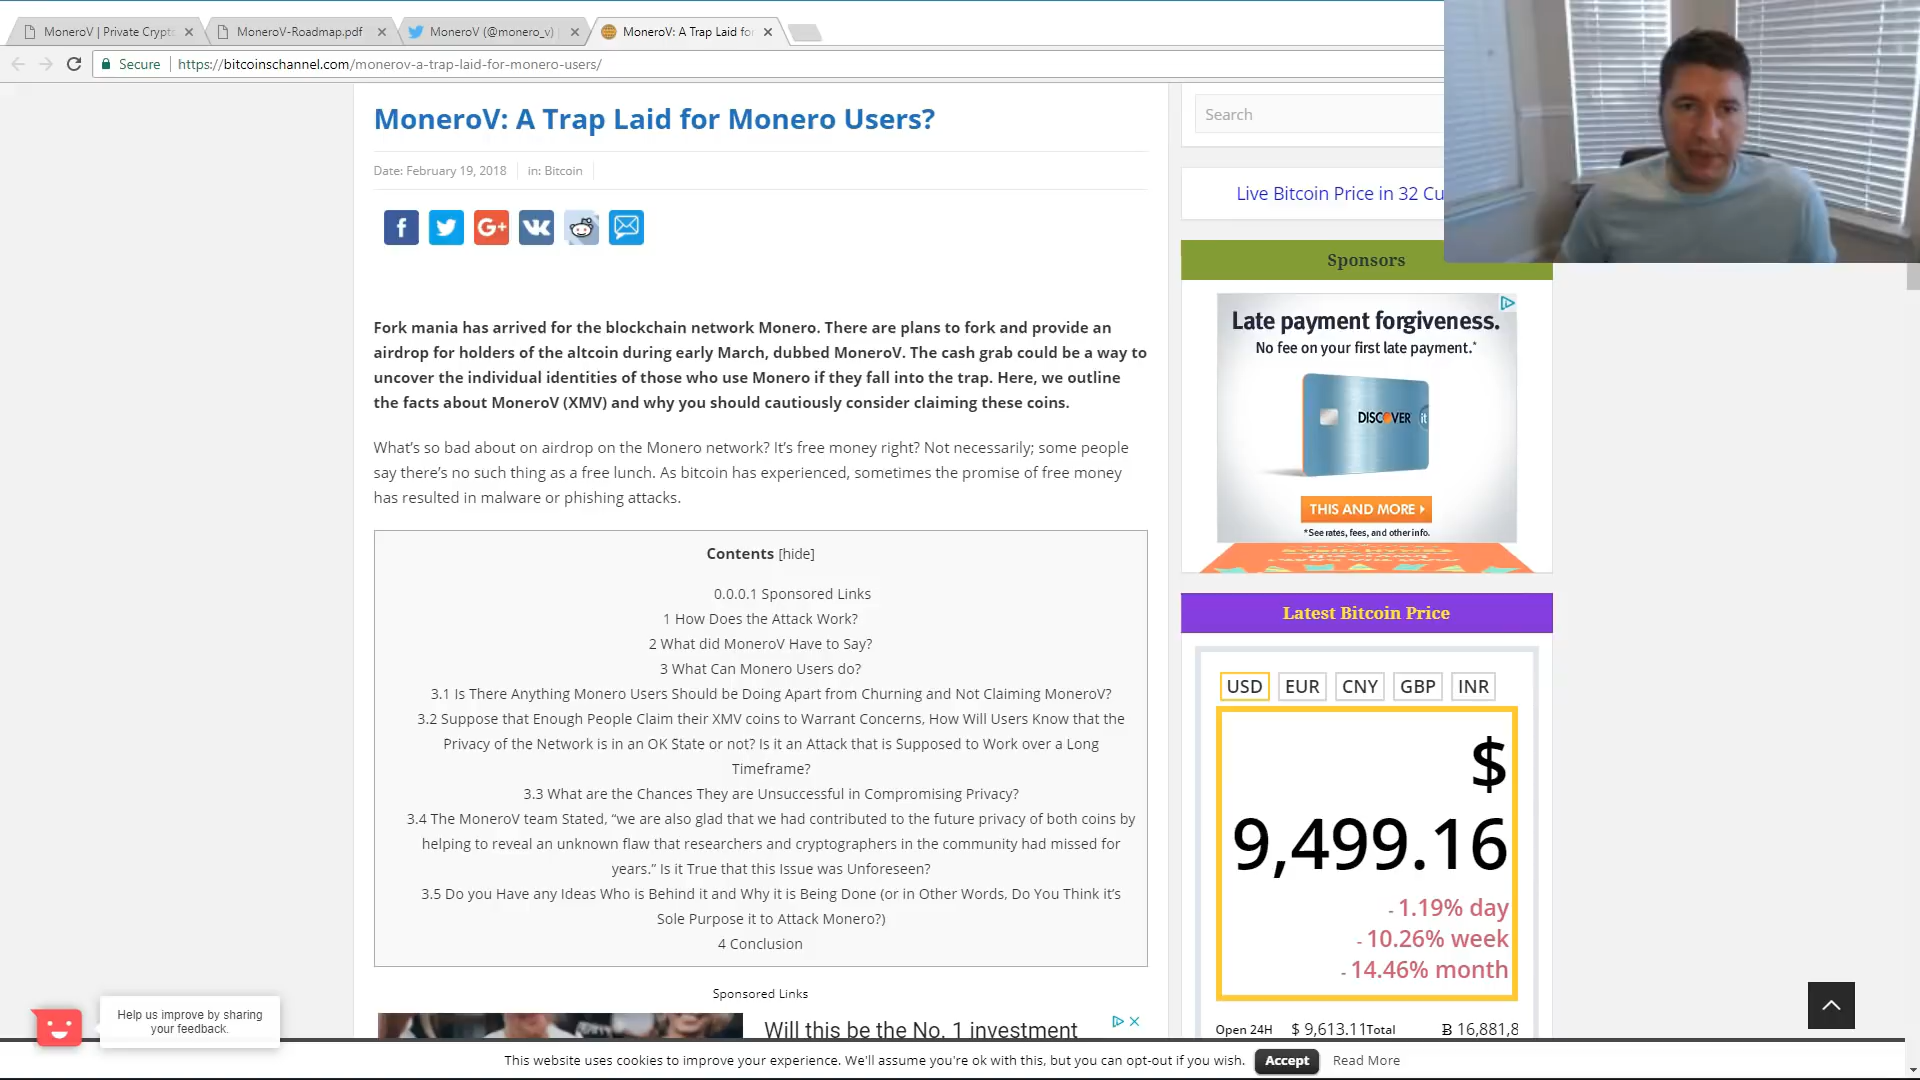 MoneroV | Private Crypt
MoneroV-Roadmap.pdf
MoneroV (@monero_v)
MoneroV: A Trap Laid fo
Secure
https://bitcoinschannel.com/monerov-a-trap-laid-for-monero-users/
MoneroV: A Trap Laid for Monero Users?
Date: February 19, 2018
in: Bitcoin
Fork mania has arrived for the blockchain network Monero. There are plans to fork and provide an
airdrop for holders of the altcoin during early March, dubbed MoneroV. The cash grab could be a way to
uncover the individual identities of those who use Monero if they fall into the trap. Here, we outline
the facts about MoneroV (XMV) and why you should cautiously consider claiming these coins.
What's so bad about on airdrop on the Monero network? It's free money right? Not necessarily; some people
say there's no such thing as a free lunch. As bitcoin has experienced, sometimes the promise of free money
has resulted in malware or phishing attacks.
Contents [hide]
0.0.0.1 Sponsored Links
1 How Does the Attack Work?
2 What did MoneroV Have to Say?
3 What Can Monero Users do?
3.1 Is There Anything Monero Users Should be Doing Apart from Churning and Not Claiming MoneroV?
3.2 Suppose that Enough People Claim their XMV coins to Warrant Concerns, How Will Users Know that the
Privacy of the Network is in an OK State or not? Is it an Attack that is Supposed to Work over a Long
Timeframe?
3.3 What are the Chances They are Unsuccessful in Compromising Privacy?
3.4 The MoneroV team Stated, “we are also glad that we had contributed to the future privacy of both coins by
helping to reveal an unknown flaw that researchers and cryptographers in the community had missed for
years.” Is it True that this Issue was Unforeseen?
3.5 Do you Have any Ideas Who is Behind it and Why it is Being Done (or in Other Words, Do You Think it's
Sole Purpose it to Attack Monero?)
4 Conclusion
Sponsored Links
Will this be the No. 1 investment
Search
Live Bitcoin Price in 32 Cu
Sponsors
Late payment forgiveness.
No fee on your first late payment.*
DISCOVER it
THIS AND MORE
*See rates, fees, and other info.
Latest Bitcoin Price
USD
EUR
CNY
GBP
INR
$
9,499.16
- 1.19% day
- 10.26% week
- 14.46% month
Open 24H $ 9,613.11 Total Ƀ 16,881,8
Help us improve by sharing
your feedback.
This website uses cookies to improve your experience. We'll assume you're ok with this, but you can opt-out if you wish.
Accept
Read More